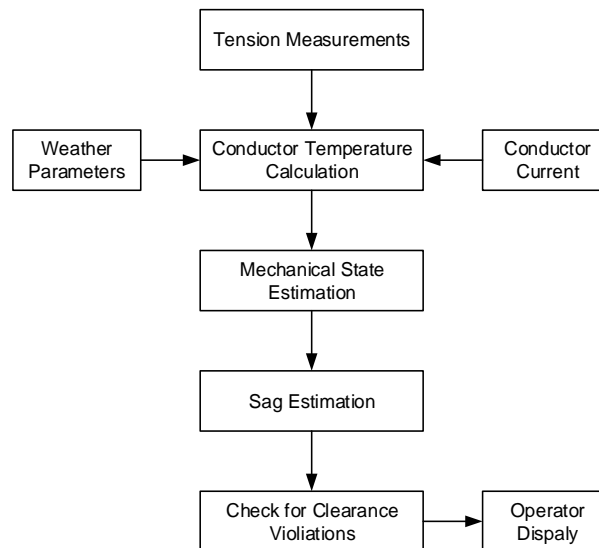 Tension Measurements
Weather
Parameters
Conductor Temperature
Calculation
Conductor
Current
Mechanical State
Estimation
Sag Estimation
Check for Clearance
Violiations
Operator
Dispaly